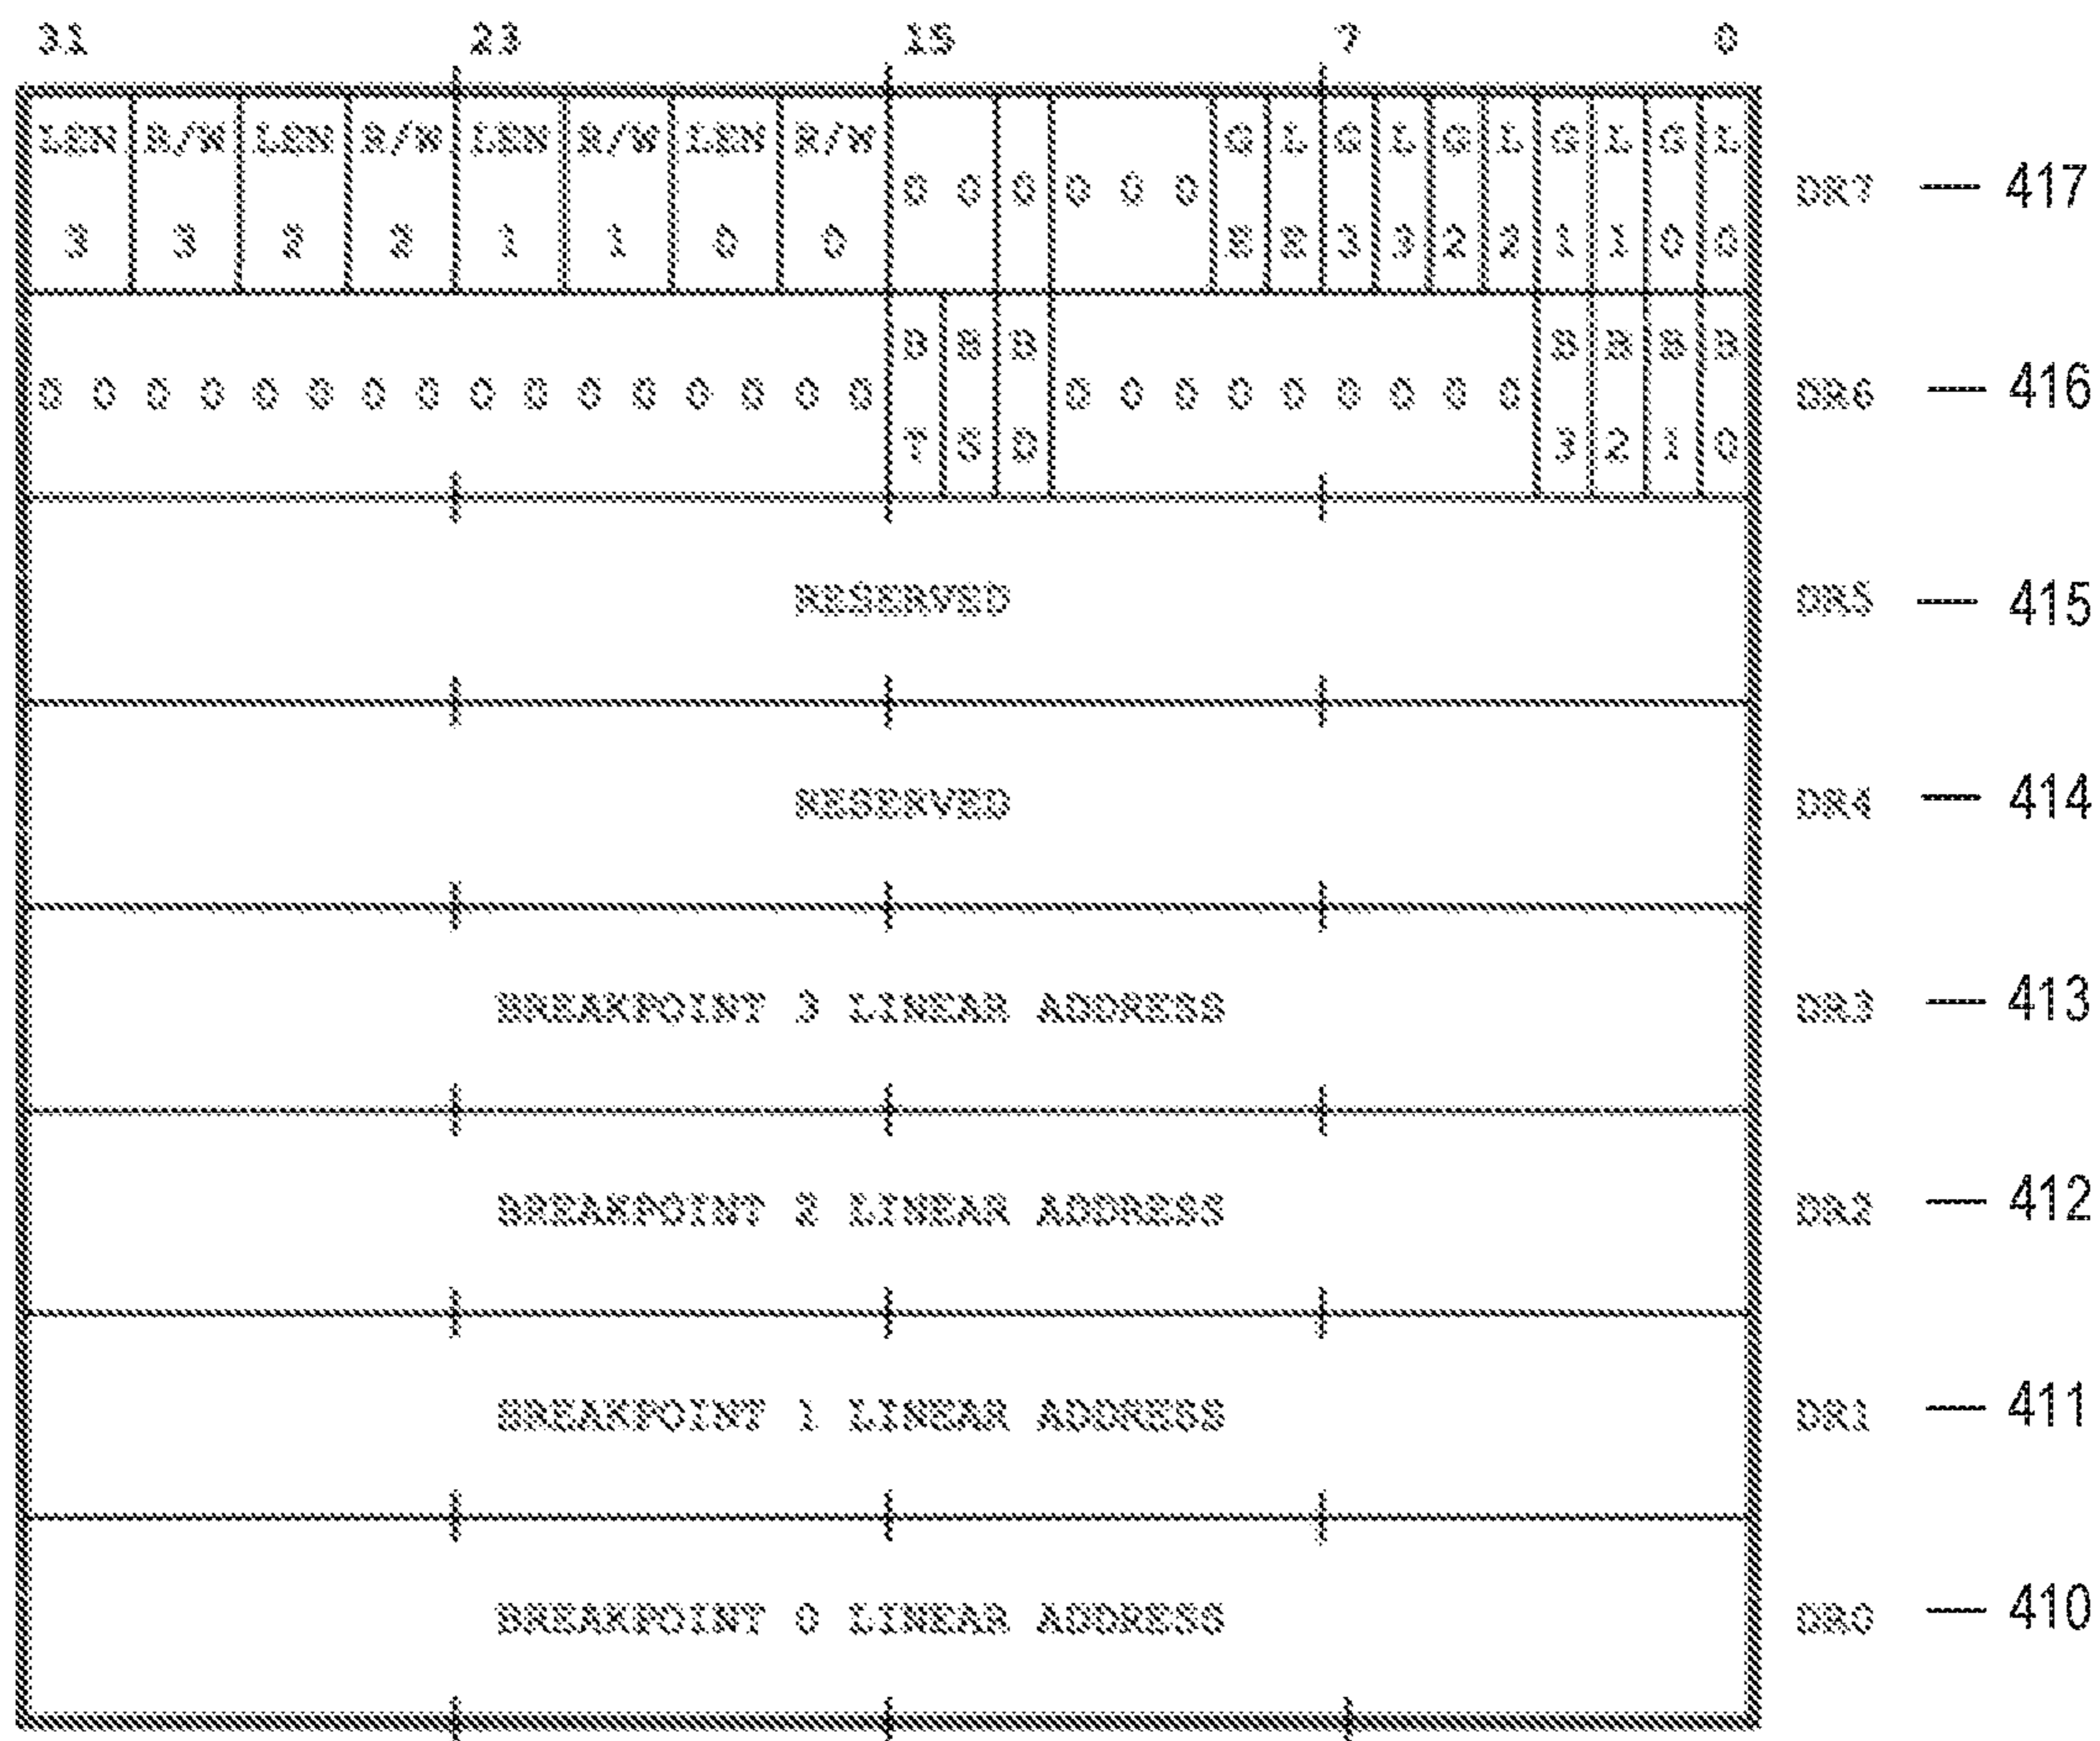 31 23 15 7 0
LEN R/W LEN R/W LEN R/W LEN R/W G L G L G L G L G L
0 0 0 0 0 0 DR7 — 417
3 3 2 2 1 1 0 0 E E 3 3 2 2 1 1 0 0
B B B B B B B
0 0 0 0 0 0 0 0 0 0 0 0 0 0 0 0 0 0 0 0 0 0 0 0 0 DR6 — 416
T S D 3 2 1 0
RESERVED DR5 — 415
RESERVED DR4 — 414
BREAKPOINT 3 LINEAR ADDRESS DR3 — 413
BREAKPOINT 2 LINEAR ADDRESS DR2 — 412
BREAKPOINT 1 LINEAR ADDRESS DR1 — 411
BREAKPOINT 0 LINEAR ADDRESS DR0 — 410